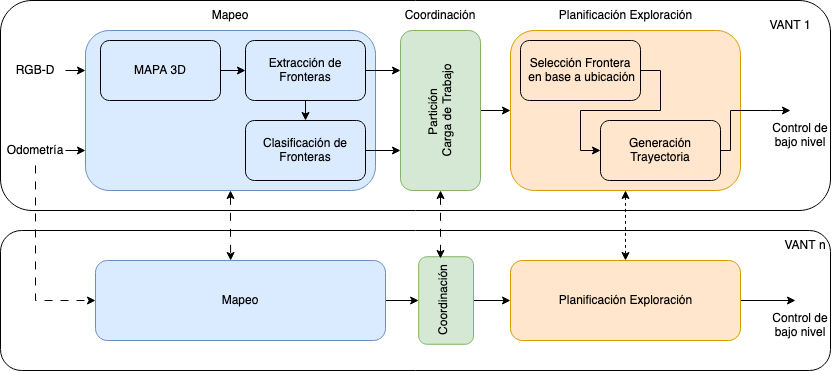 Mapeo
Coordinación
Planificación Exploración
VANT 1
RGB-D
MAPA 3D
Extracción de
Fronteras
Selección Frontera
en base a ubicación
Partición
Carga de Trabajo
Odometría
Clasificación de
Fronteras
Generación
Trayectoria
Control de
bajo nivel
VANT n
Mapeo
Coordinación
Planificación Exploración
Control de
bajo nivel